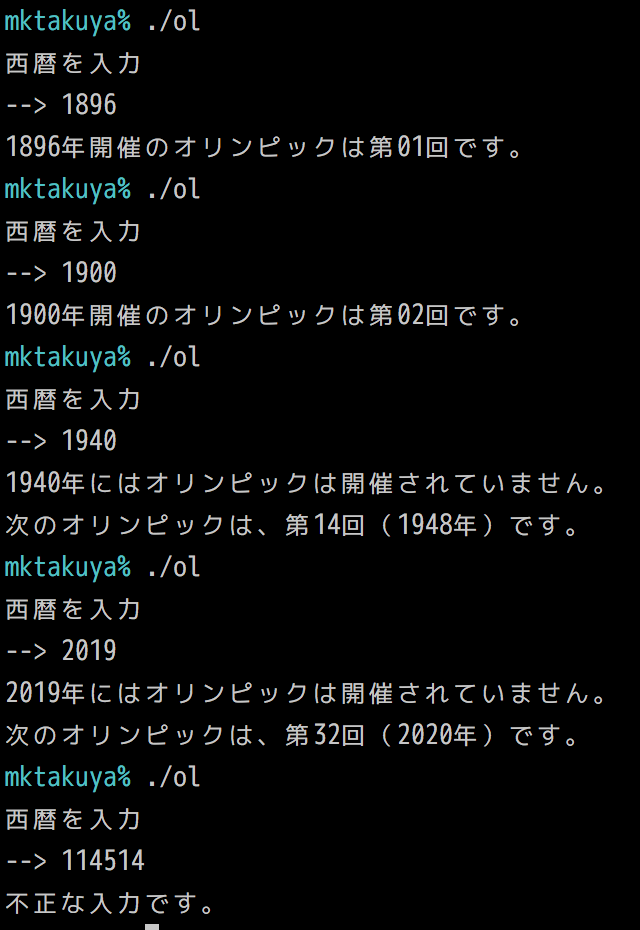 mktakuya% ./ol
西暦を入力
--> 1896
1896年開催のオリンピックは第01回です。
mktakuya% ./ol
西暦を入力
--> 1900
1900年開催のオリンピックは第02回です。
mktakuya% ./ol
西暦を入力
--> 1940
1940年にはオリンピックは開催されていません。
次のオリンピックは、第14回（1948年）です。
mktakuya% ./ol
西暦を入力
--> 2019
2019年にはオリンピックは開催されていません。
次のオリンピックは、第32回（2020年）です。
mktakuya% ./ol
西暦を入力
--> 114514
不正な入力です。